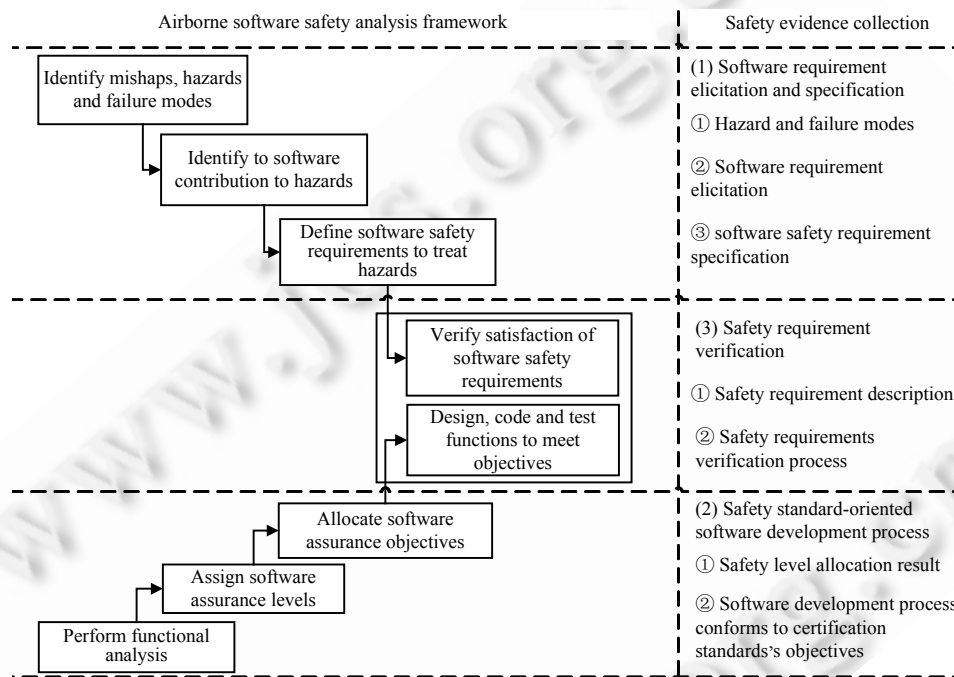 Airborne software safety analysis framework
Safety evidence collection
Identify mishaps, hazards
and failure modes
Identify to software
contribution to hazards
Define software safety
requirements to treat
hazards
(1) Software requirement
elicitation and specification
① Hazard and failure modes
② Software requirement
elicitation
③ software safety requirement
specification
Verify satisfaction of
software safety
requirements
Design, code and test
functions to meet
objectives
(3) Safety requirement
verification
① Safety requirement description
② Safety requirements
verification process
Allocate software
assurance objectives
Assign software
assurance levels
Perform functional
analysis
(2) Safety standard-oriented
software development process
① Safety level allocation result
② Software development process
conforms to certification
standards's objectives